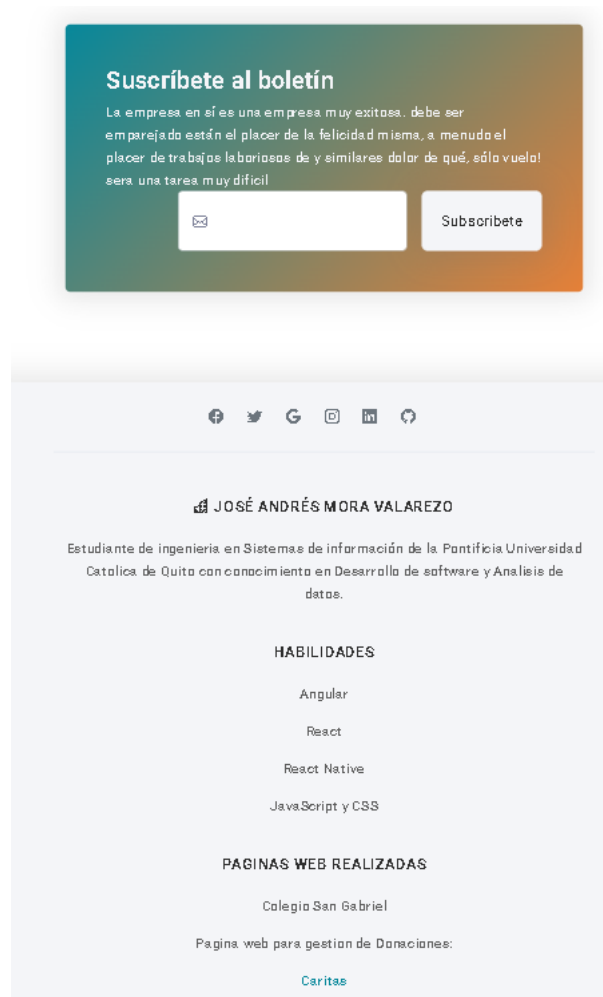 Suscríbete al boletín
La empresa en sí es una empresa muy exitosa. debe ser
emparejado están el placer de la felicidad misma, a menudo el
placer de trabajos laboriosos de y similares dolor de qué, sólo vuelo!
sera una tarea muy dificil
Subscribete
JOSÉ ANDRÉS MORA VALAREZO
Estudiante de ingenieria en Sistemas de información de la Pontificia Universidad
Catolica de Quito con conocimiento en Desarrollo de software y Analisis de
datos.
HABILIDADES
Angular
React
React Native
JavaScript y CSS
PAGINAS WEB REALIZADAS
Colegio San Gabriel
Pagina web para gestion de Donaciones:
Caritas